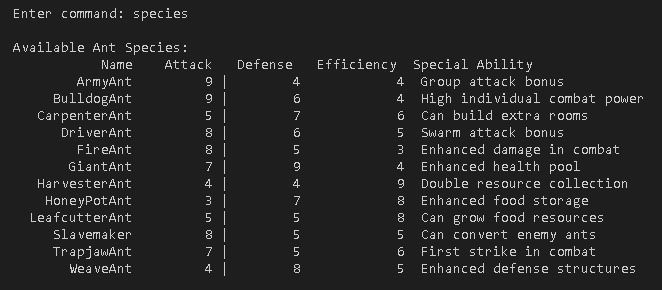 Enter command: species
Available Ant Species:
Name Attack Defense Efficiency Special Ability
ArmyAnt 9 | 4 4 Group attack bonus
BulldogAnt 9 | 6 4 High individual combat power
CarpenterAnt 5 | 7 6 Can build extra rooms
DriverAnt 8 | 6 5 Swarm attack bonus
FireAnt 8 | 5 3 Enhanced damage in combat
GiantAnt 7 | 9 4 Enhanced health pool
HarvesterAnt 4 | 4 9 Double resource collection
HoneyPotAnt 3 | 7 8 Enhanced food storage
LeafcutterAnt 5 | 5 8 Can grow food resources
Slavemaker 8 | 5 5 Can convert enemy ants
TrapjawAnt 7 | 5 6 First strike in combat
WeaveAnt 4 | 8 5 Enhanced defense structures